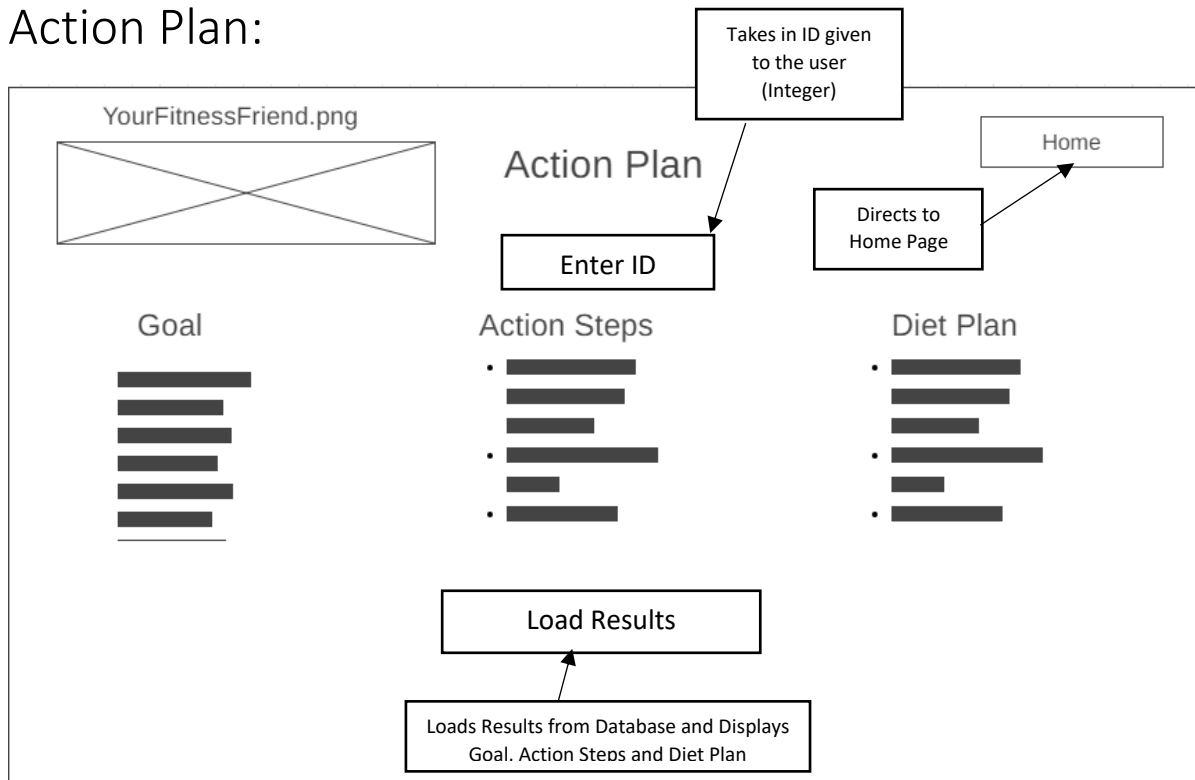 Action Plan:
Takes in ID given
to the user
(Integer)
YourFitnessFriend.png
Action Plan
Home
Directs to
Home Page
Enter ID
Goal
Action Steps
Diet Plan
Load Results
Loads Results from Database and Displays
Goal, Action Steps and Diet Plan